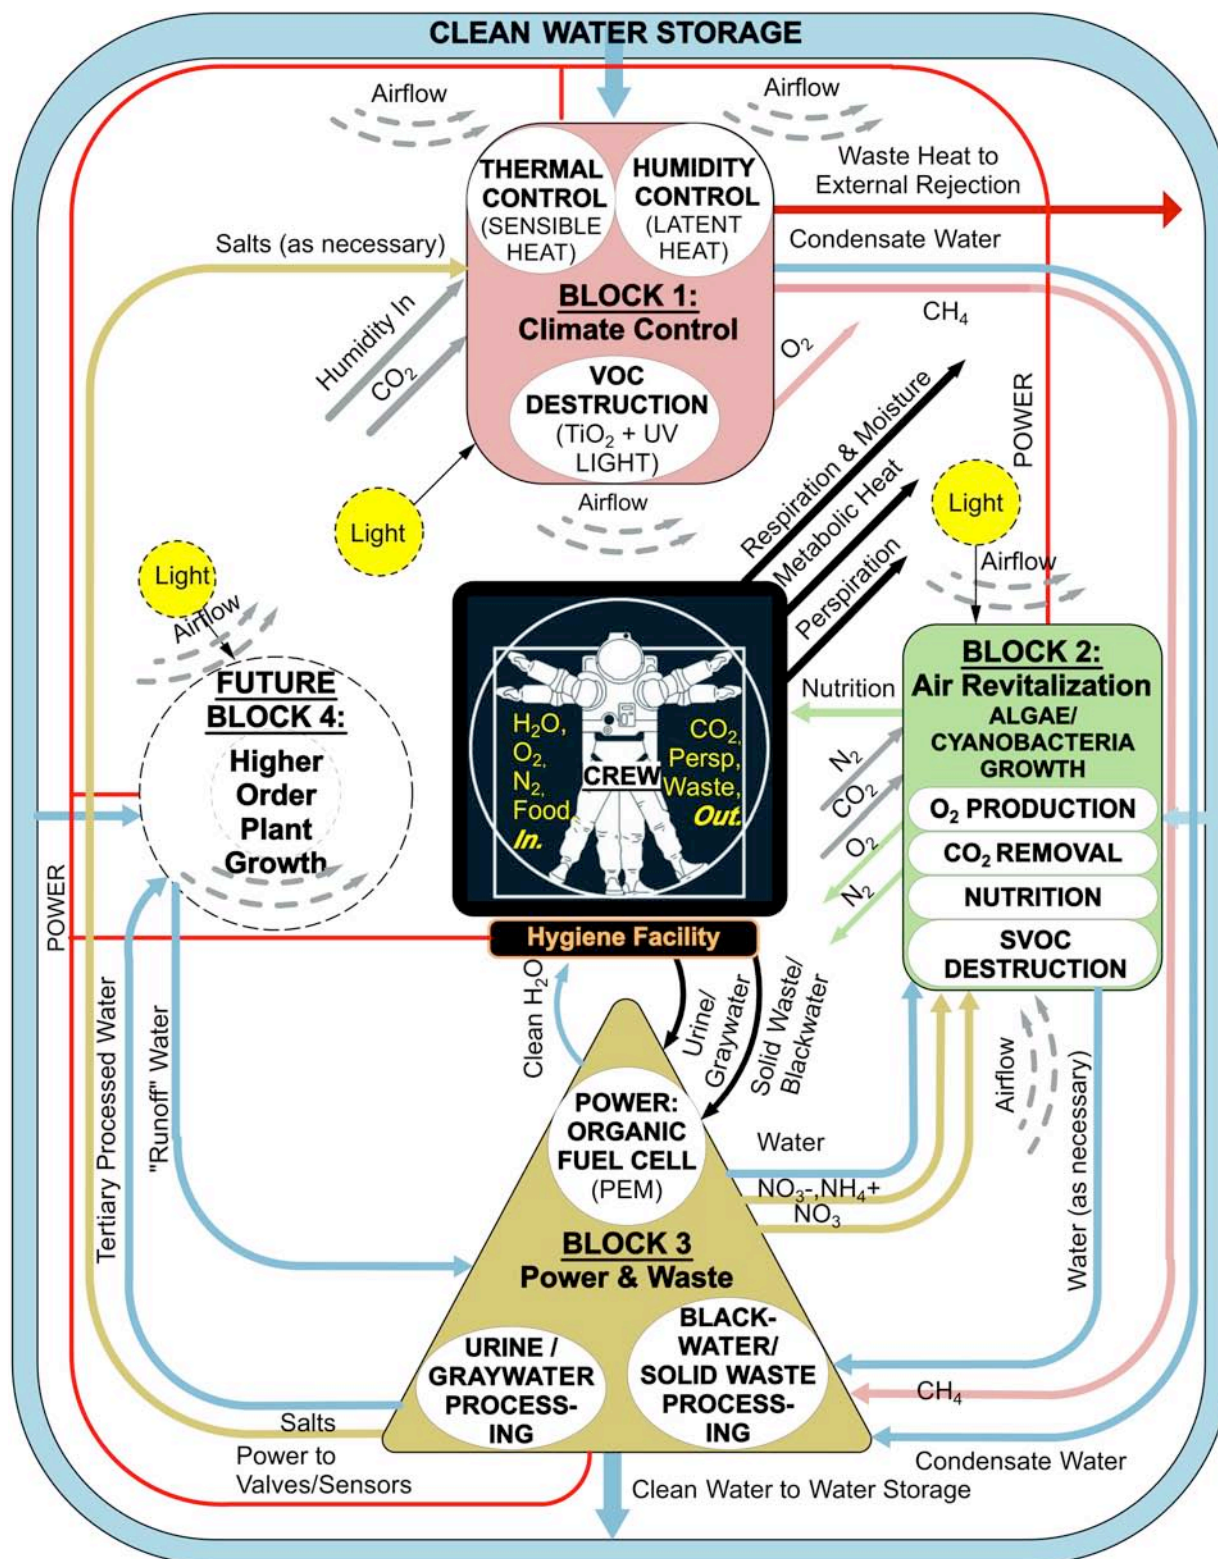 CLEAN WATER STORAGE
Airflow
Airflow
THERMAL
CONTROL
(SENSIBLE
HEAT)
HUMIDITY
CONTROL
(LATENT
HEAT)
Waste Heat to
External Rejection
Salts (as necessary)
Condensate Water
BLOCK 1:
Climate Control
Humidity In
CO₂
O₂
CH₄
VOC
DESTRUCTION
(TiO₂ + UV
LIGHT)
POWER
Respiration & Moisture
Metabolic Heat
Perspiration
Light
Airflow
Light
Airflow
Light
Airflow
FUTURE
BLOCK 4:
Higher
Order
Plant
Growth
H₂O,
O₂,
N₂,
Food
In.
CREW
CO₂,
Persp,
Waste,
Out.
Nutrition
N₂
CO₂
O₂
N₂
BLOCK 2:
Air Revitalization
ALGAE/
CYANOBACTERIA
GROWTH
O₂ PRODUCTION
CO₂ REMOVAL
NUTRITION
SVOC
DESTRUCTION
POWER
Hygiene Facility
Clean H₂O
Urine/
Graywater
Solid Waste/
Blackwater
Airflow
Water (as necessary)
Tertiary Processed Water
"Runoff" Water
POWER:
ORGANIC
FUEL CELL
(PEM)
Water
NO₃-,NH₄+
NO₃
BLOCK 3
Power & Waste
URINE /
GRAYWATER
PROCESS-
ING
BLACK-
WATER/
SOLID WASTE
PROCESS-
ING
CH₄
Salts
Power to
Valves/Sensors
Condensate Water
Clean Water to Water Storage